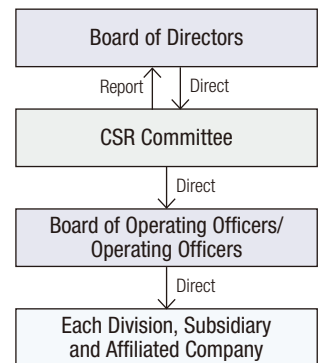 Board of Directors
Report
Direct
CSR Committee
Direct
Board of Operating Officers/
Operating Officers
Direct
Each Division, Subsidiary
and Affiliated Company